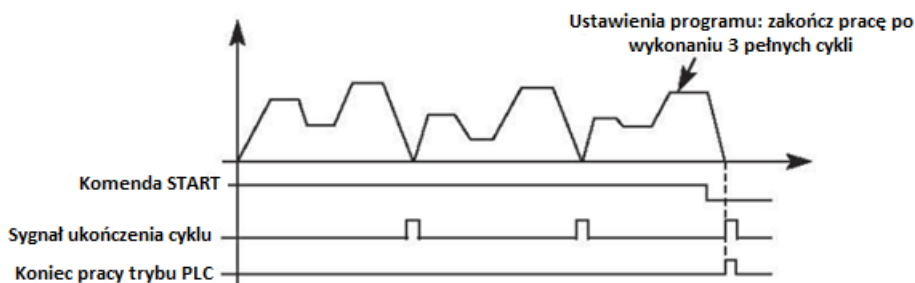 Ustawienia programu: zakończ pracę po
wykonaniu 3 pełnych cykli
Komenda START
Sygnał ukończenia cyklu
Koniec pracy trybu PLC